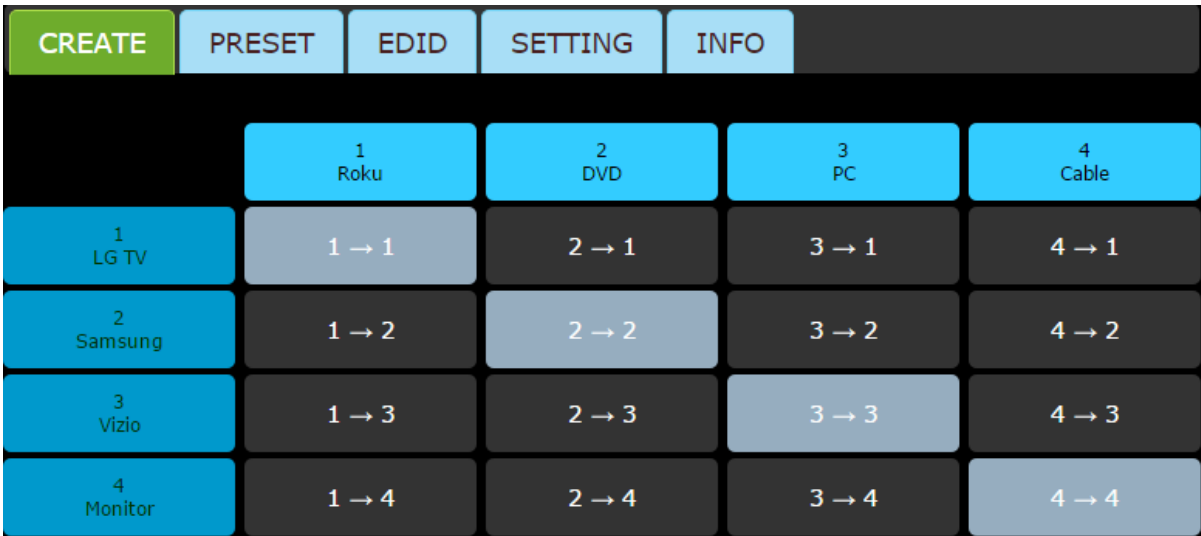 CREATE PRESET EDID SETTING INFO
1 2 3 4
Roku DVD PC Cable
1
LG TV
1 → 1 2 → 1 3 → 1 4 → 1
2
Samsung
1 → 2 2 → 2 3 → 2 4 → 2
3
Vizio
1 → 3 2 → 3 3 → 3 4 → 3
4
Monitor
1 → 4 2 → 4 3 → 4 4 → 4